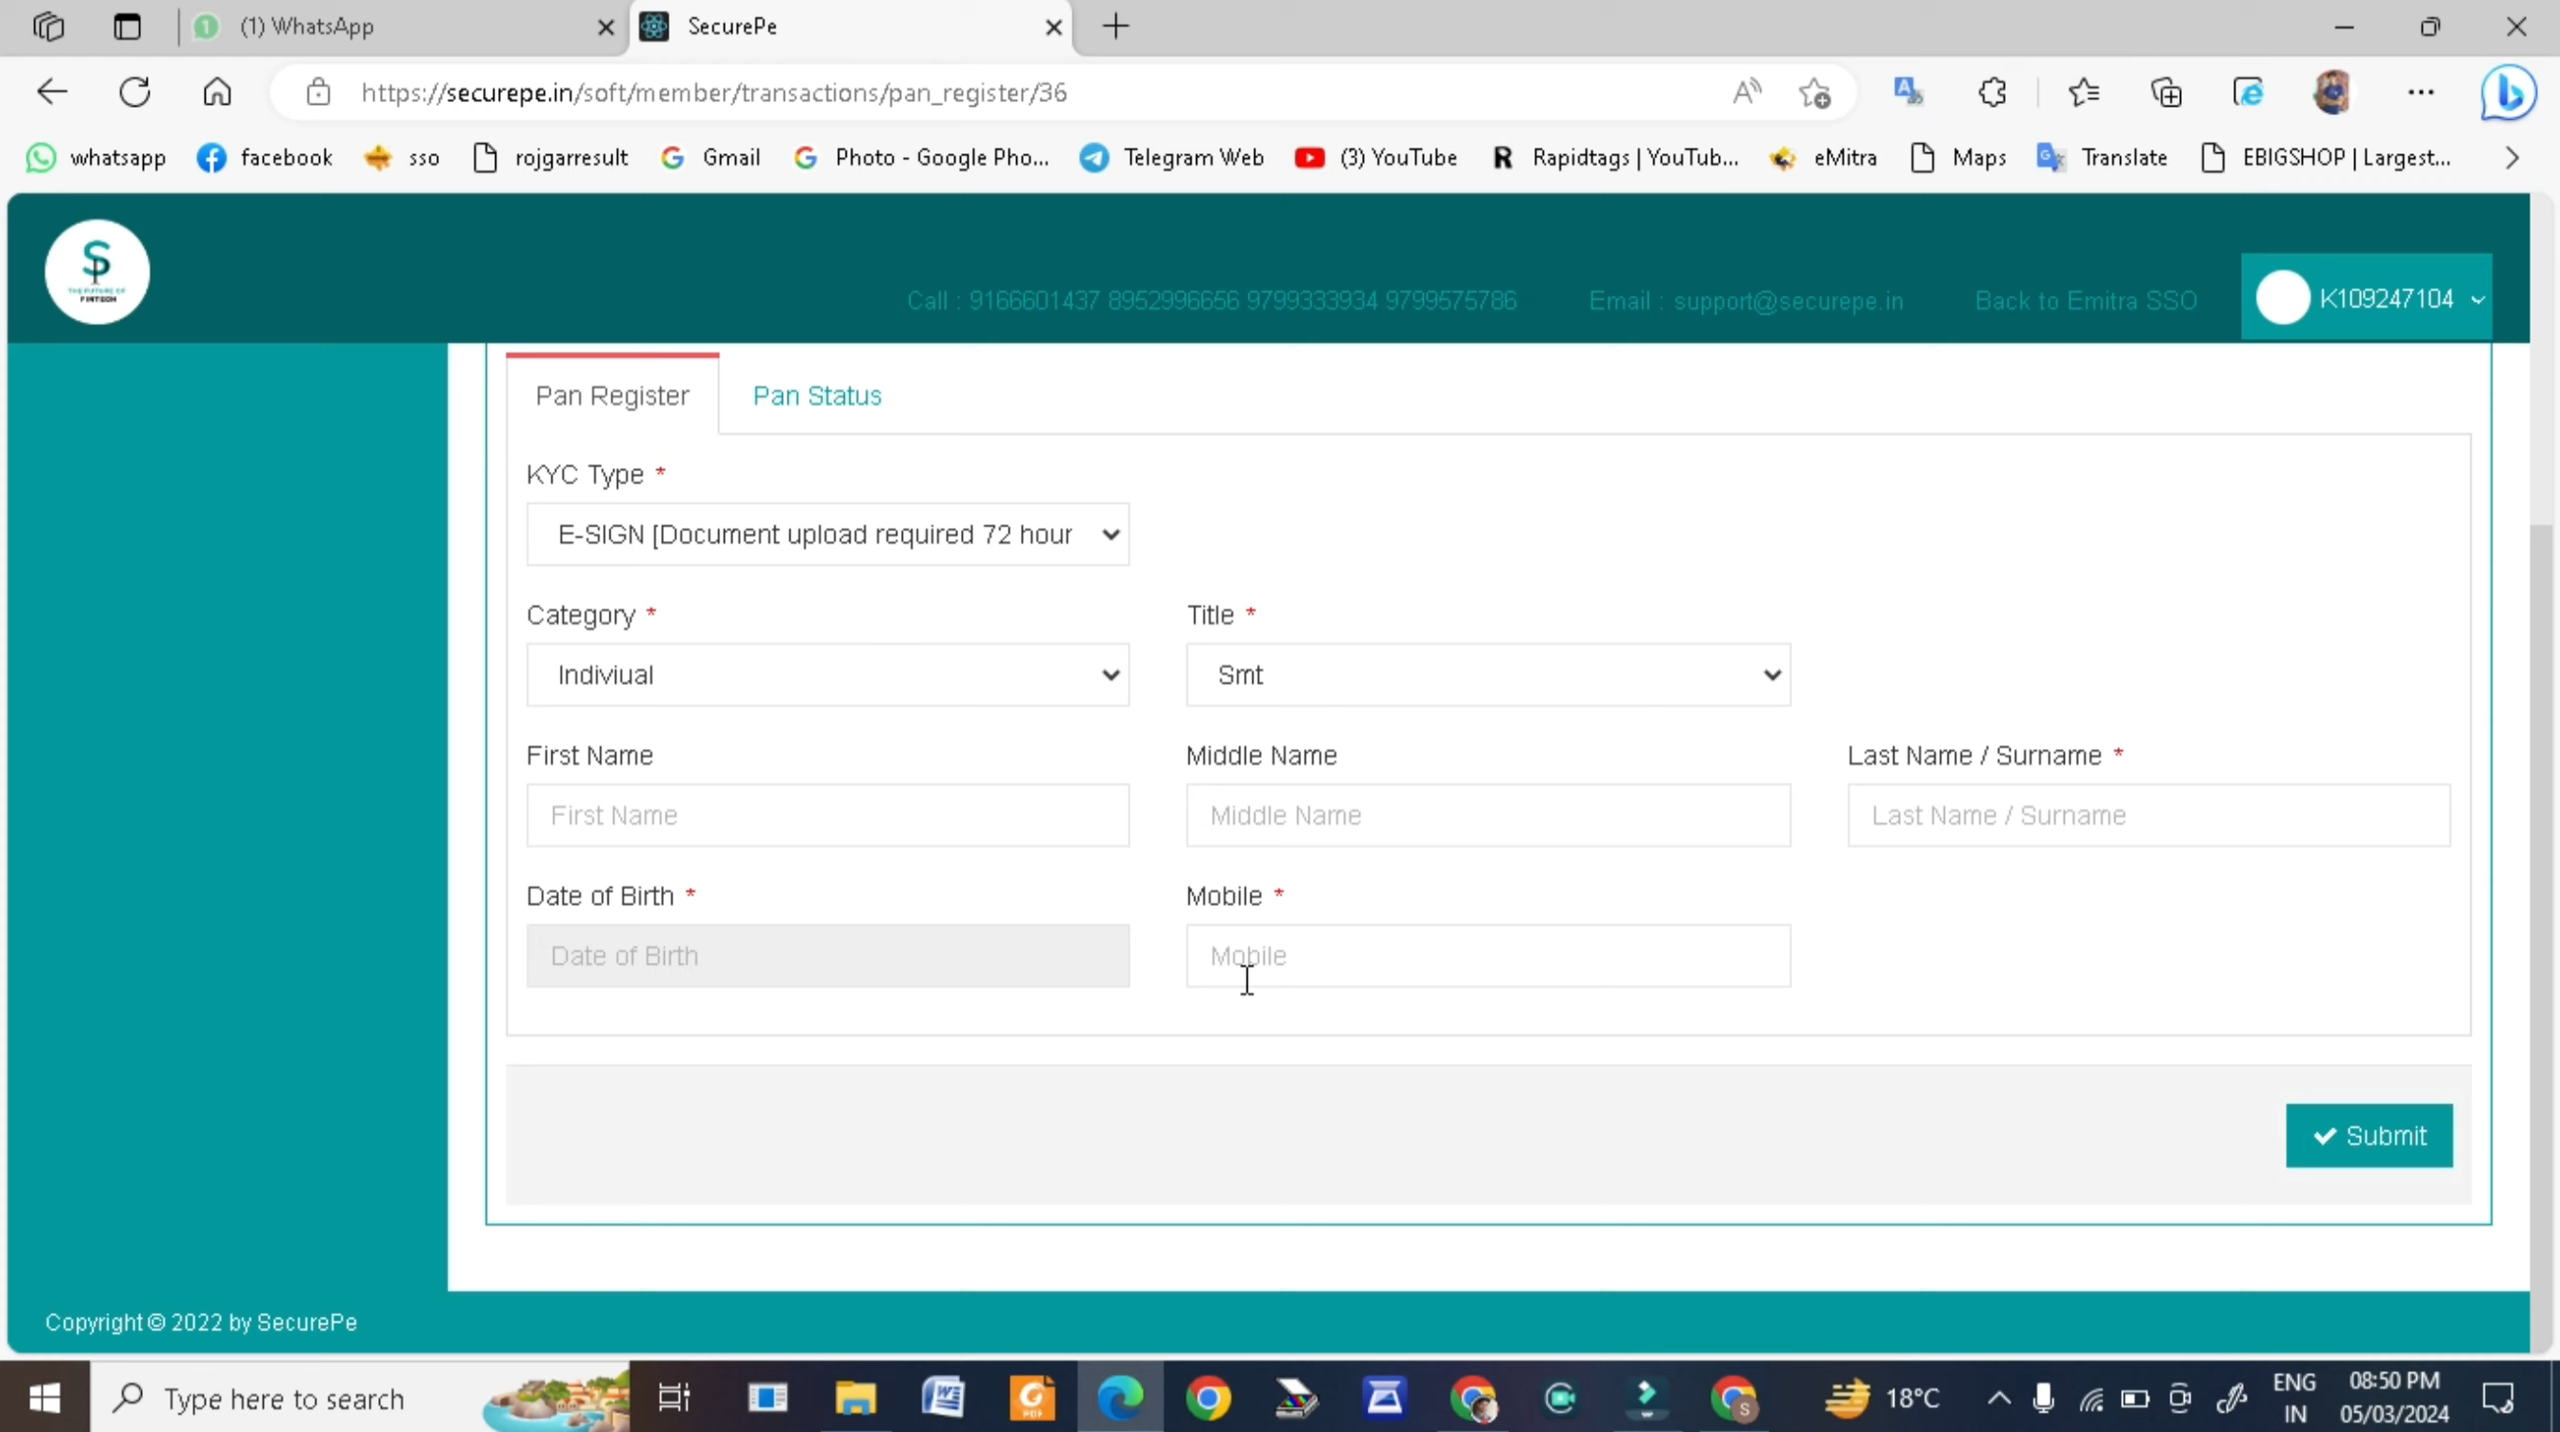 (1) WhatsApp
SecurePe
https://securepe.in/soft/member/transactions/pan_register/36
whatsapp
facebook
sso
rojgarresult
Gmail
Photo - Google Pho...
Telegram Web
(3) YouTube
Rapidtags | YouTub...
eMitra
Maps
Translate
EBIGSHOP | Largest...
THE FUTURE OF
FINTECH
Call : 9166601437 8952996656 9799333934 9799575786
Email : support@securepe.in
Back to Emitra SSO
K109247104
Pan Register
Pan Status
KYC Type *
E-SIGN [Document upload required 72 hour
Category *
Title *
Indiviual
Smt
First Name
Middle Name
Last Name / Surname *
First Name
Middle Name
Last Name / Surname
Date of Birth *
Mobile *
Date of Birth
Mobile
Submit
Copyright © 2022 by SecurePe
Type here to search
18°C
ENG
IN
08:50 PM
05/03/2024